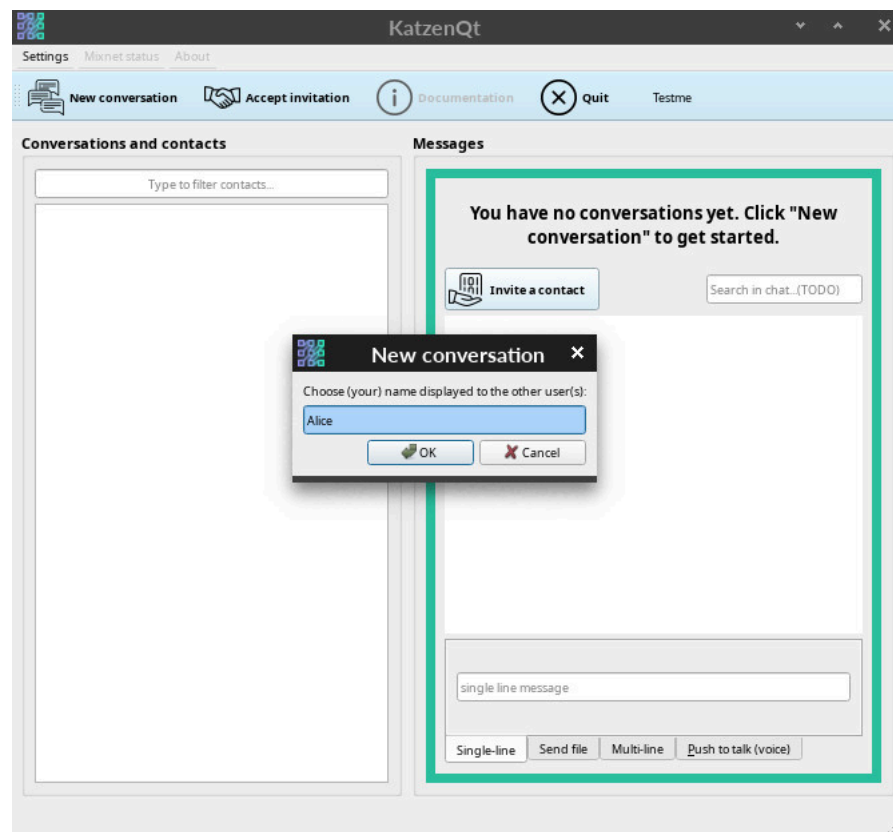 KatzenQt
Settings Mixnet status About
New conversation Accept invitation Documentation Quit Testme
Conversations and contacts
Type to filter contacts...
Messages
You have no conversations yet. Click "New
conversation" to get started.
Invite a contact
Search in chat...(TODO)
New conversation
Choose (your) name displayed to the other user(s):
Alice
OK Cancel
single line message
Single-line Send file Multi-line Push to talk (voice)